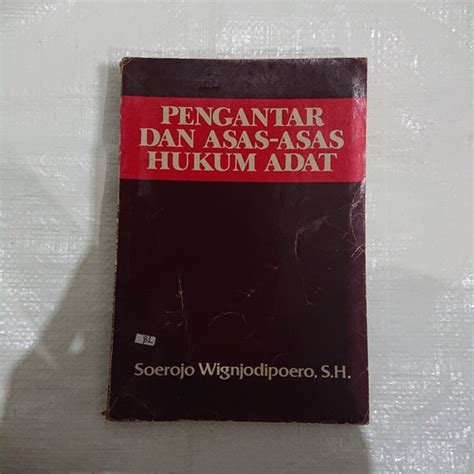 PENGANTAR
DAN ASAS-ASAS
HUKUM ADAT
Soerojo Wignjodipoero, S.H.